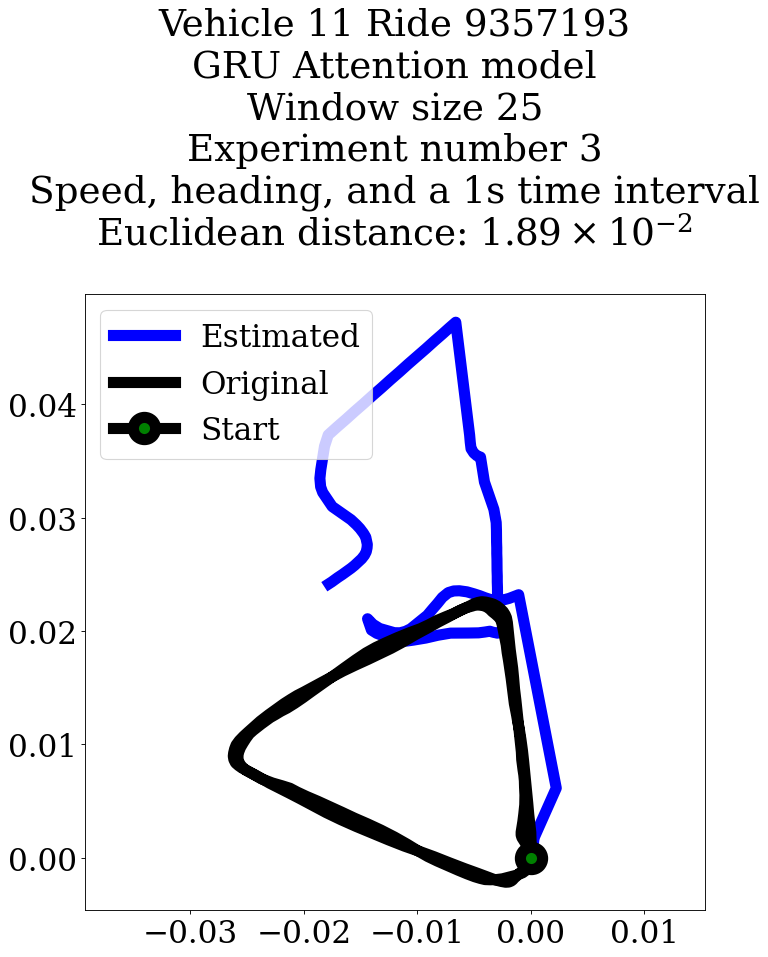 Vehicle 11 Ride 9357193
GRU Attention model
Window size 25
Experiment number 3
Speed, heading, and a 1s time interval
Euclidean distance: 1.89 × 10⁻²
Estimated
Original
Start
0.04
0.03
0.02
0.01
0.00
−0.03 −0.02 −0.01 0.00 0.01